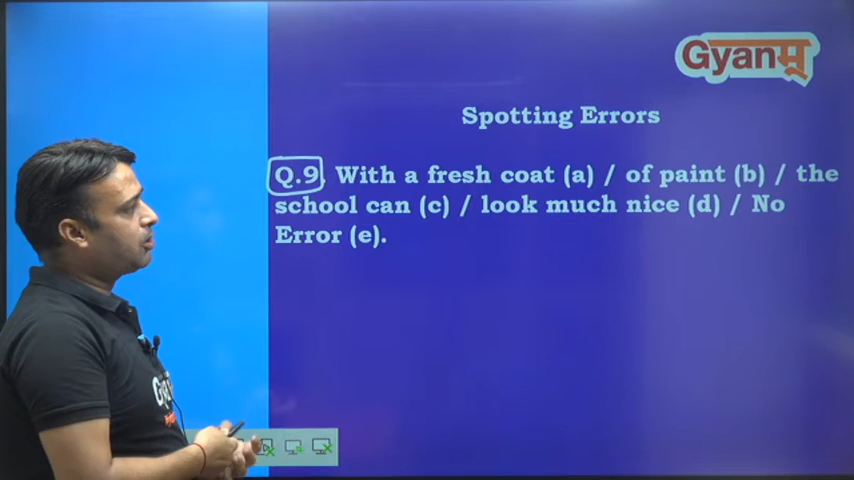 Gyanम्
Spotting Errors
Q.9. With a fresh coat (a) / of paint (b) / the
school can (c) / look much nice (d) / No
Error (e).